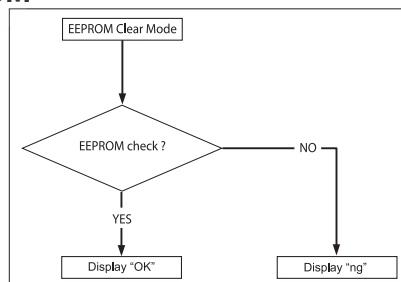 EEPROM Clear Mode
EEPROM check ?
NO
YES
Display "OK"
Display "ng"